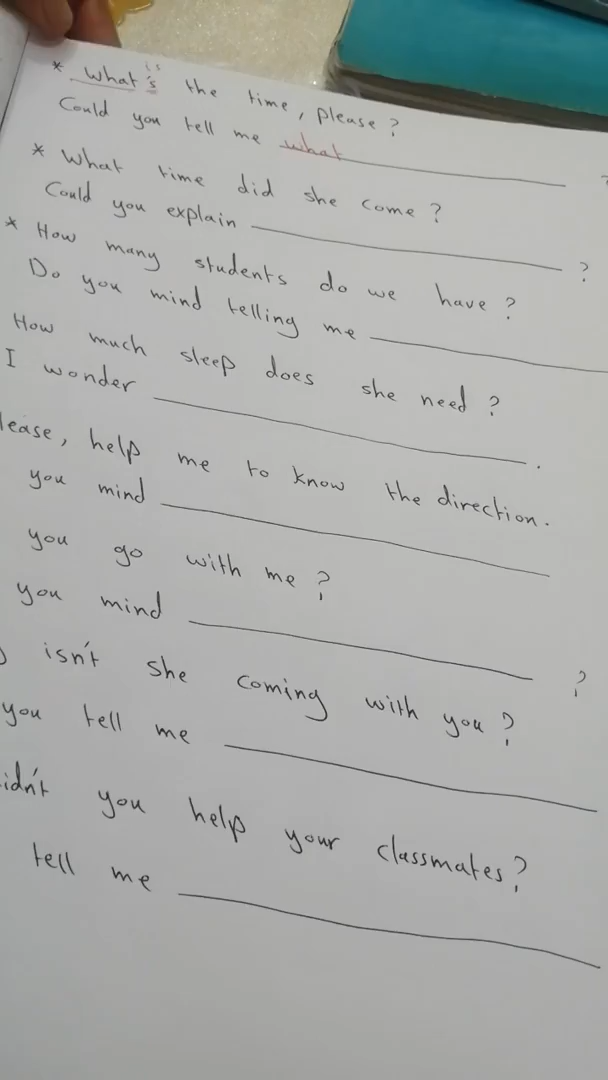 is
* What's the time, please?
Could you tell me what ?
* What time did she come?
Could you explain ?
* How many students do we have?
Do you mind telling me
How much sleep does she need?
I wonder .
lease, help me to know the direction.
you mind
you go with me?
you mind ?
isn't she coming with you?
you tell me
idn't you help your classmates?
tell me